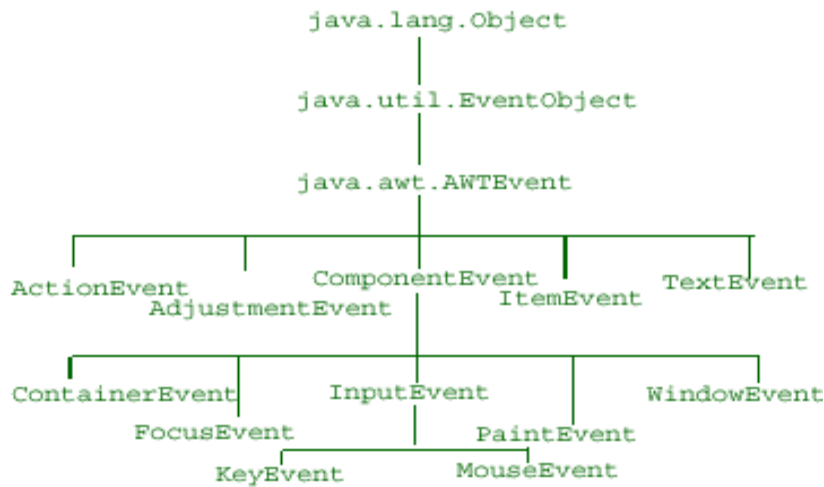 java.lang.Object
java.util.EventObject
java.awt.AWTEvent
ActionEvent
AdjustmentEvent
ComponentEvent
ItemEvent
TextEvent
ContainerEvent
FocusEvent
InputEvent
PaintEvent
WindowEvent
KeyEvent
MouseEvent